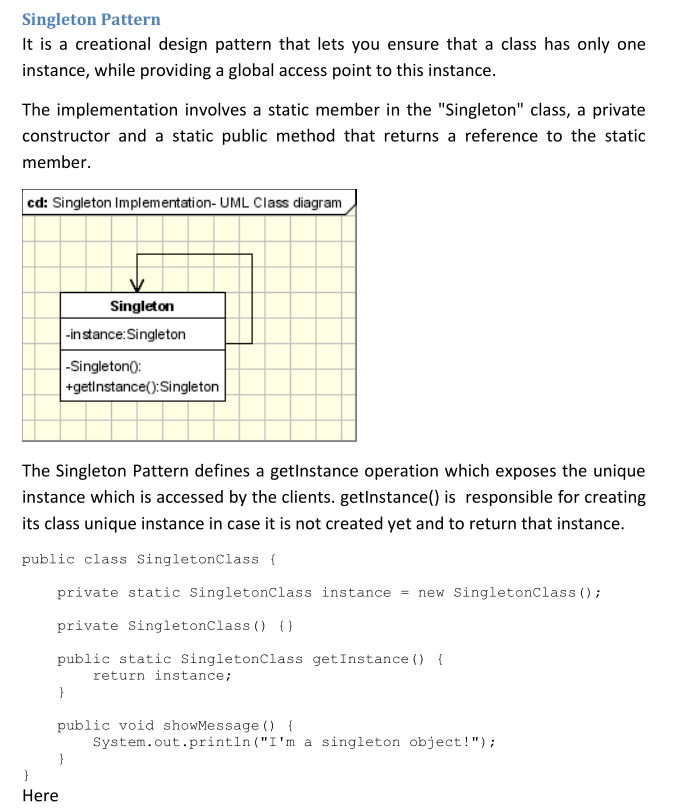 Singleton Pattern
It is a creational design pattern that lets you ensure that a class has only one
instance, while providing a global access point to this instance.
The implementation involves a static member in the "Singleton" class, a private
constructor and a static public method that returns a reference to the static
member.
cd: Singleton Implementation- UML Class diagram
Singleton
-instance:Singleton
-Singleton():
+getInstance():Singleton
The Singleton Pattern defines a getInstance operation which exposes the unique
instance which is accessed by the clients. getInstance() is  responsible for creating
its class unique instance in case it is not created yet and to return that instance.
public class SingletonClass {
    private static SingletonClass instance = new SingletonClass();
    private SingletonClass() {}
    public static SingletonClass getInstance() {
        return instance;
    }
    public void showMessage() {
        System.out.println("I'm a singleton object!");
    }
}
Here